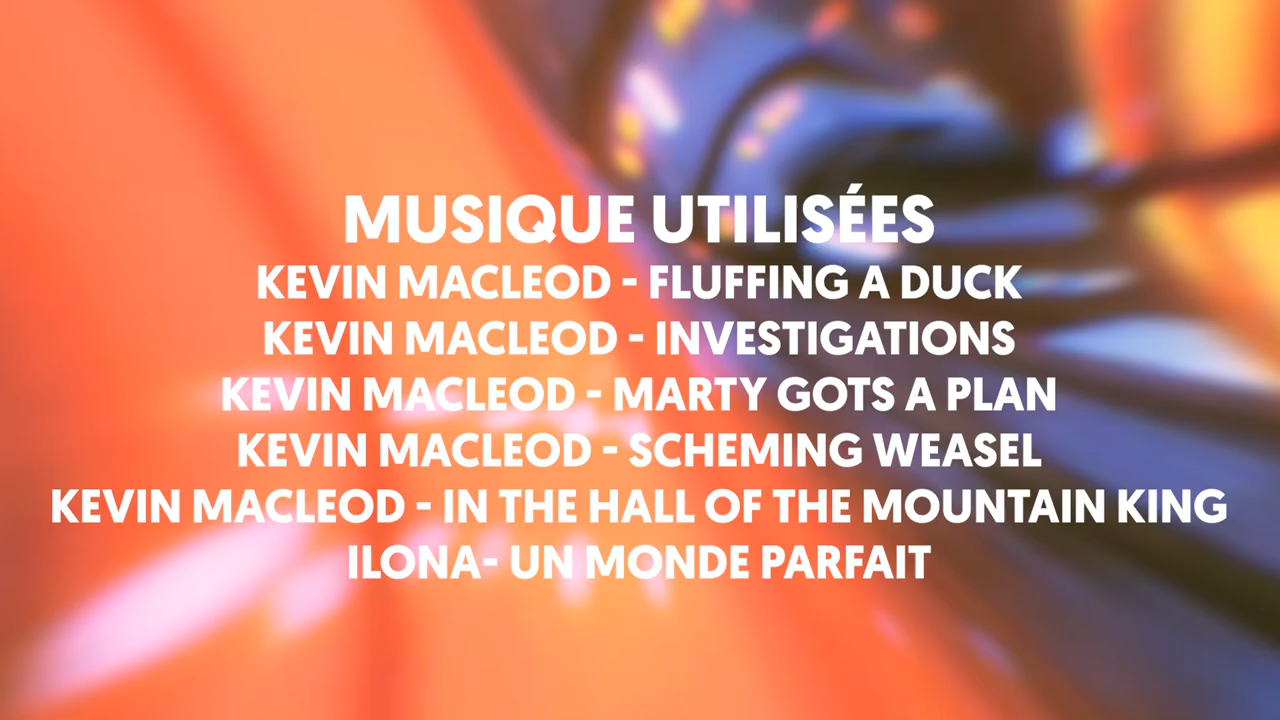 MUSIQUE UTILISÉES
KEVIN MACLEOD - FLUFFING A DUCK
KEVIN MACLEOD - INVESTIGATIONS
KEVIN MACLEOD - MARTY GOTS A PLAN
KEVIN MACLEOD - SCHEMING WEASEL
KEVIN MACLEOD - IN THE HALL OF THE MOUNTAIN KING
ILONA- UN MONDE PARFAIT